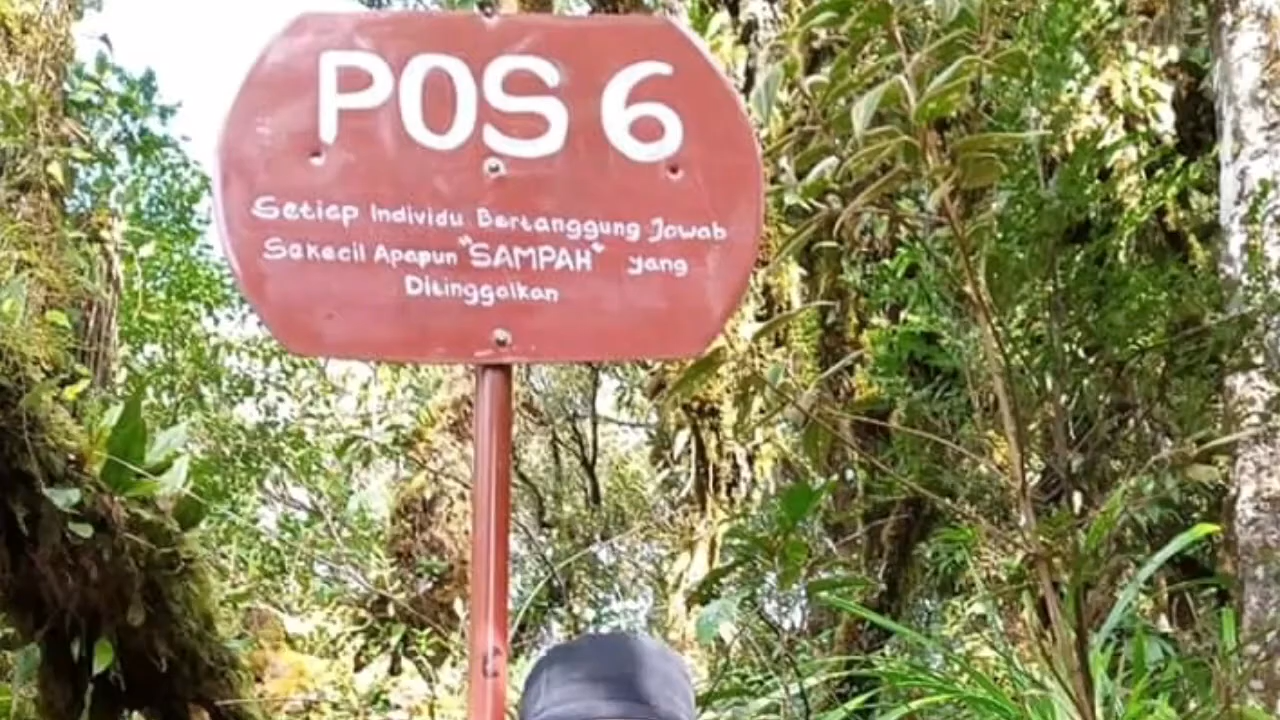 POS 6
Setiap Individu Bertanggung Jawab
Sekecil Apapun "SAMPAH" yang
Ditinggalkan